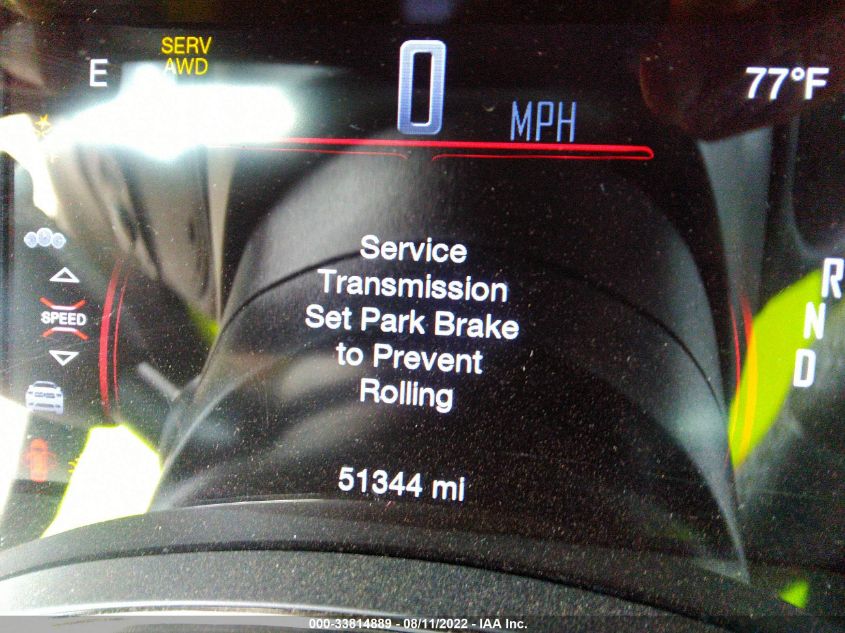 SERV
AWD
E
0
MPH
77°F
Service
Transmission
Set Park Brake
to Prevent
Rolling
SPEED
R
N
D
51344 mi
000-33814889 - 08/11/2022 - IAA Inc.